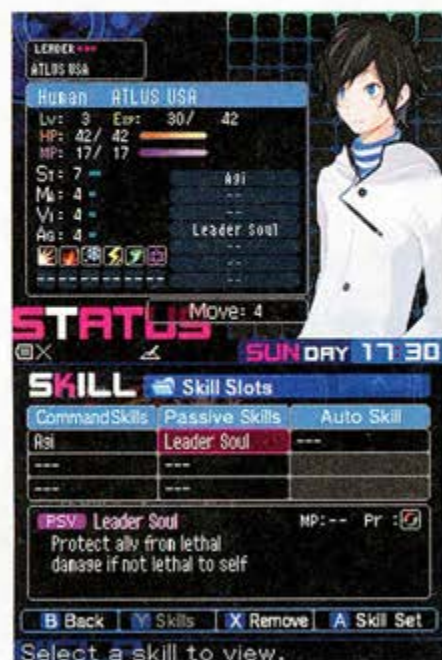 LEADER
ATLUS USA
Human ATLUS USA
Lv: 3 Exp: 30/ 42
HP: 42/ 42
MP: 17/ 17
St: 7
Ma: 4
Vi: 4
Ag: 4
Agi
--
--
Leader Soul
--
--
--
Move: 4
STATUS
SUNDAY 17:30
SKILL Skill Slots
Command Skills Passive Skills Auto Skill
Agi Leader Soul ---
--- ---
--- ---
PSV Leader Soul MP:-- Pr :
Protect ally from lethal
damage if not lethal to self
B Back Y Skills X Remove A Skill Set
Select a skill to view.